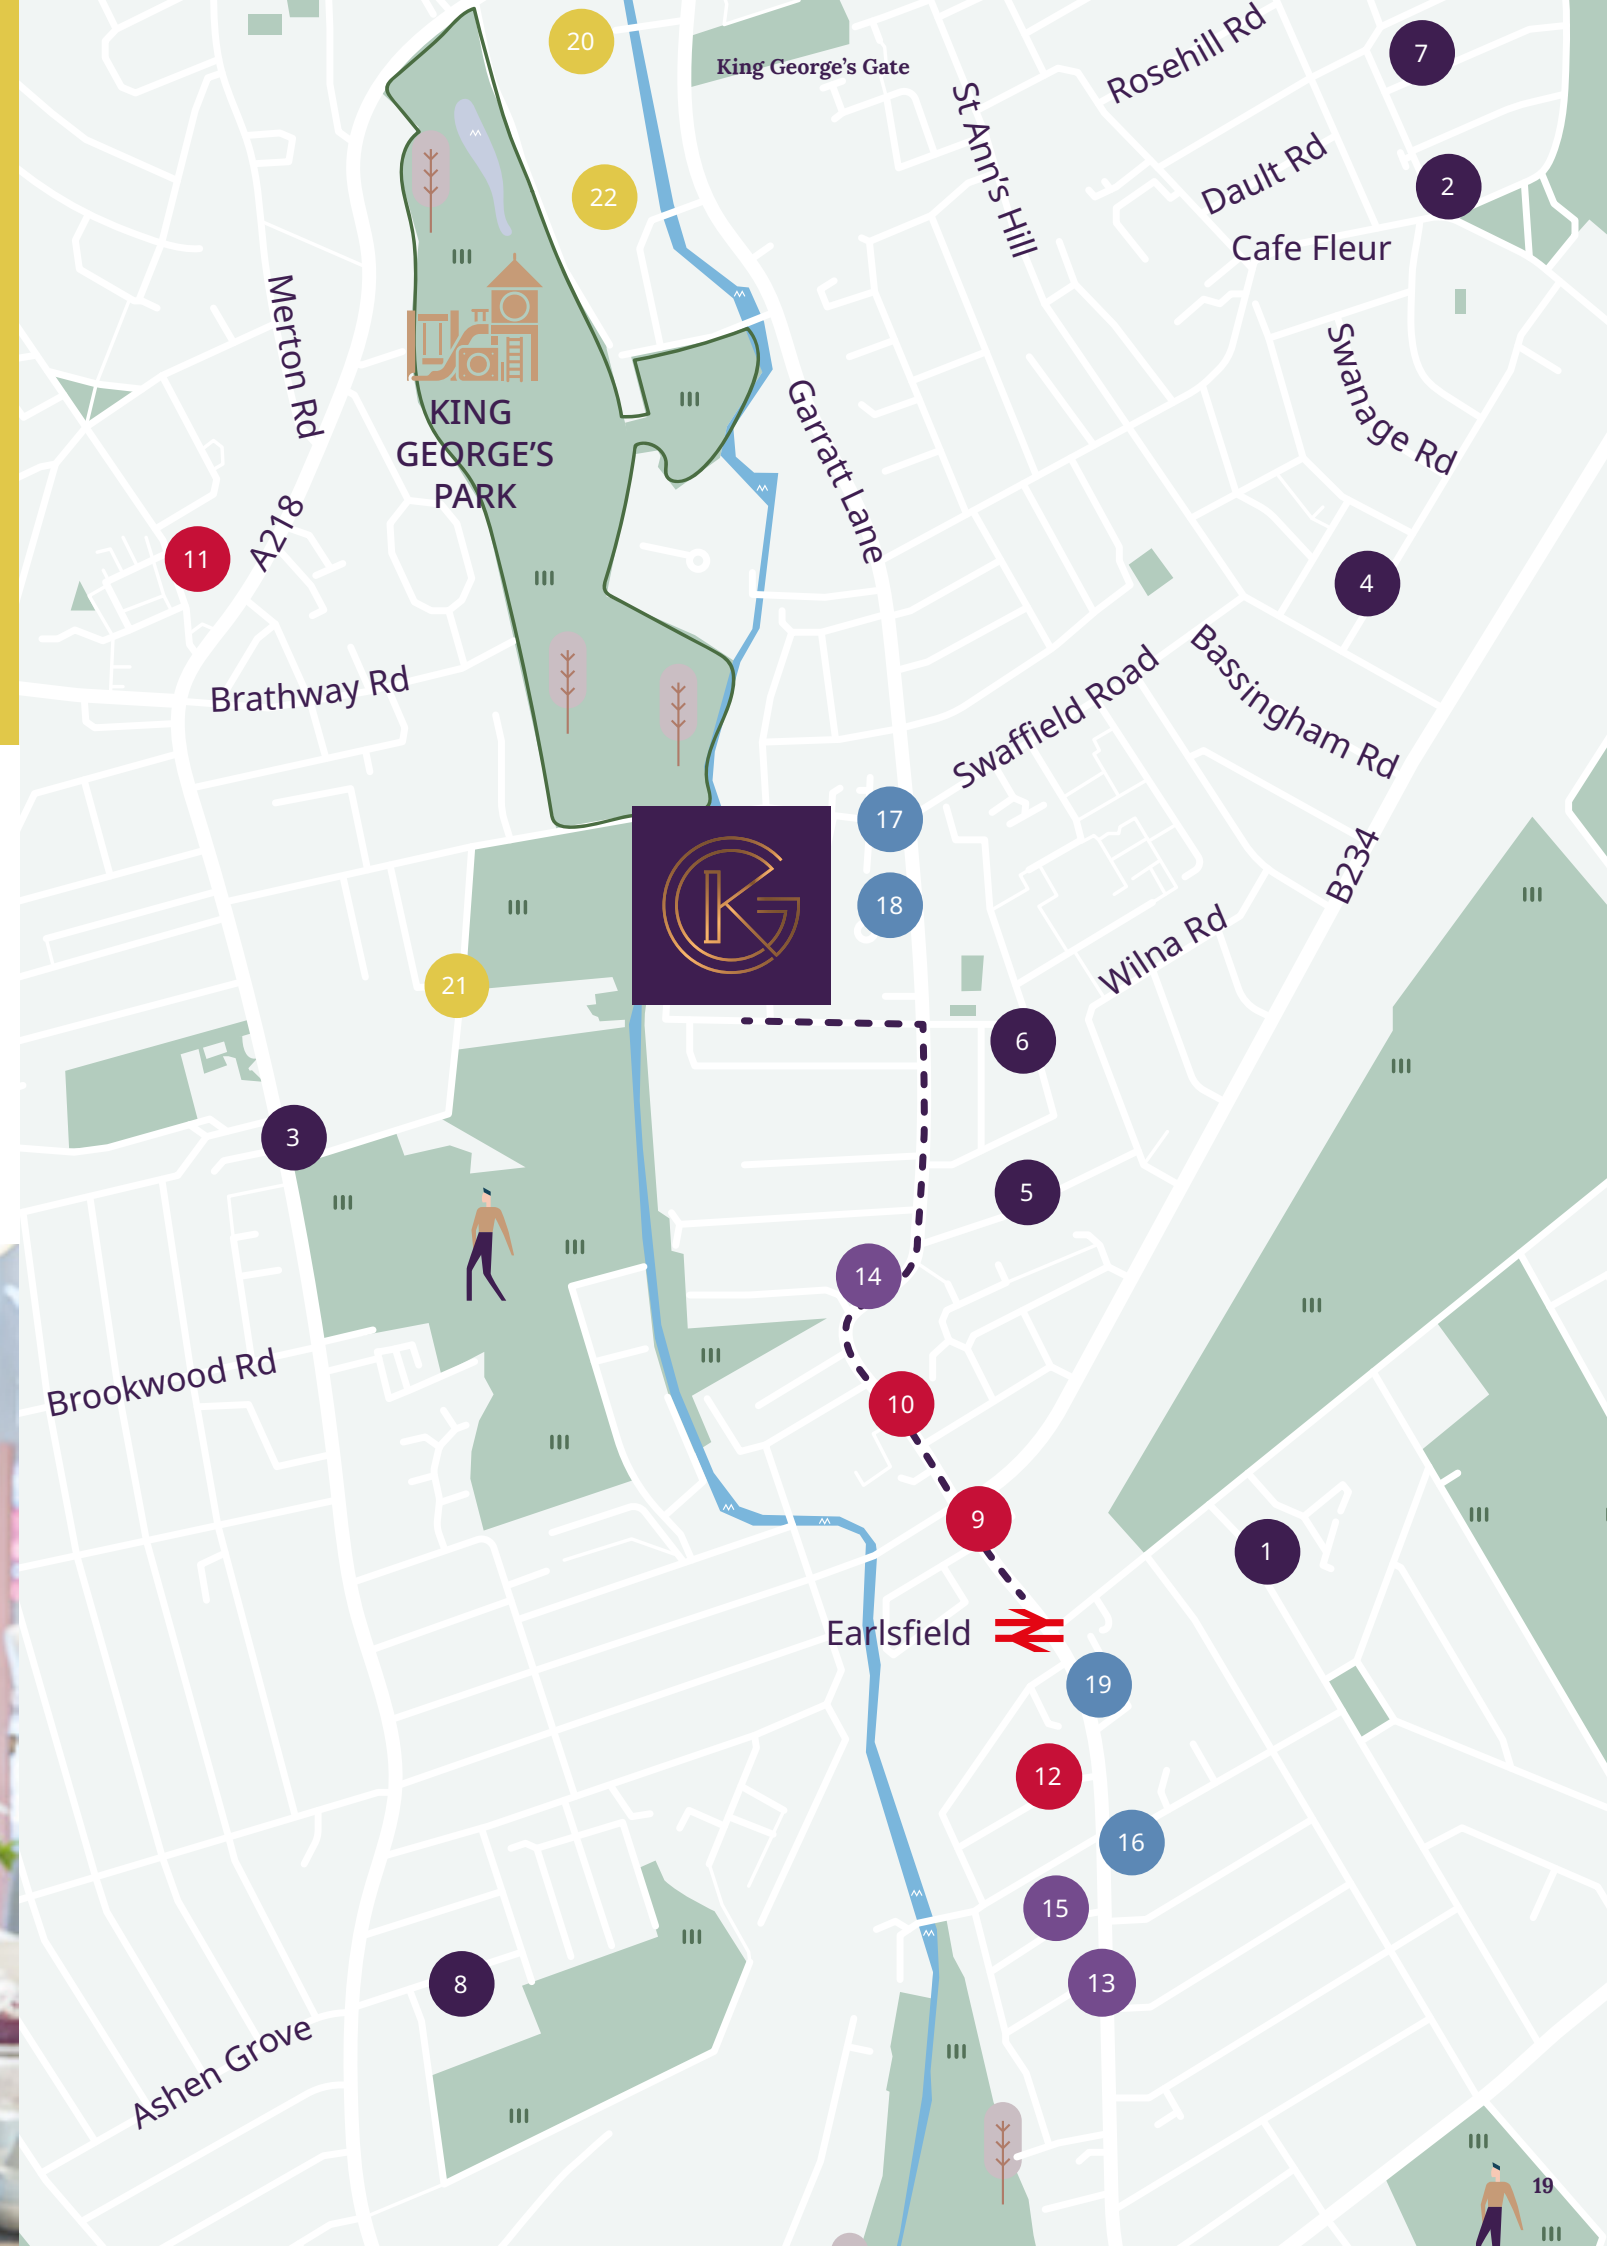 20
King George's Gate
Rosehill Rd
7
St Ann's Hill
Dault Rd
2
22
Cafe Fleur
Merton Rd
Swanage Rd
KING
GEORGE'S
PARK
Garratt Lane
A218
11
4
Brathway Rd
Swaffield Road
Bassingham Rd
17
B234
KG
18
Wilna Rd
21
6
3
5
14
Brookwood Rd
10
9
1
Earlsfield
19
12
16
15
8
13
Ashen Grove
19